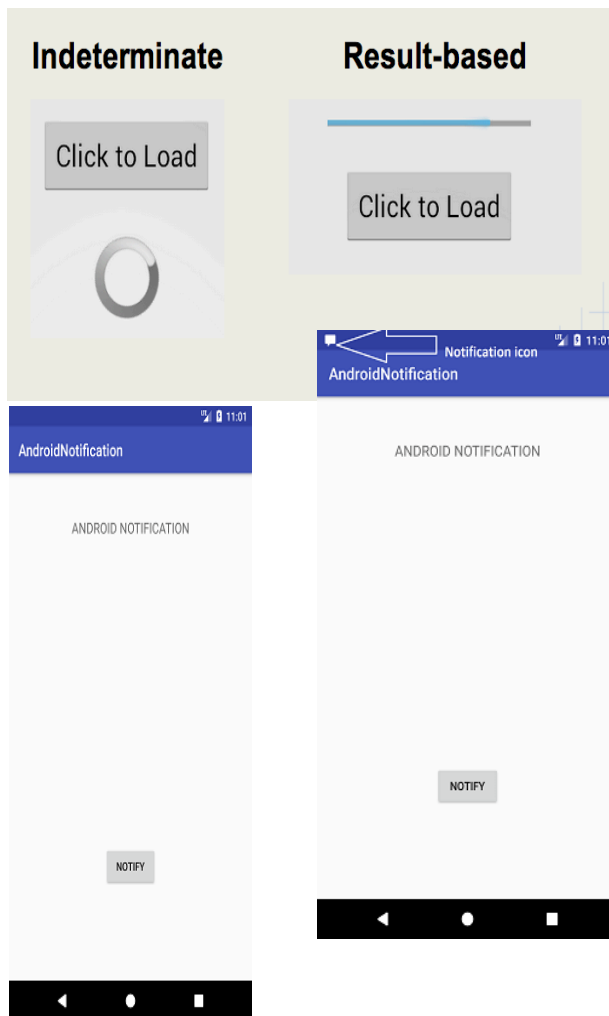 Indeterminate
Result-based
Click to Load
Click to Load
11:01
Notification icon
AndroidNotification
ANDROID NOTIFICATION
NOTIFY
11:01
AndroidNotification
ANDROID NOTIFICATION
NOTIFY